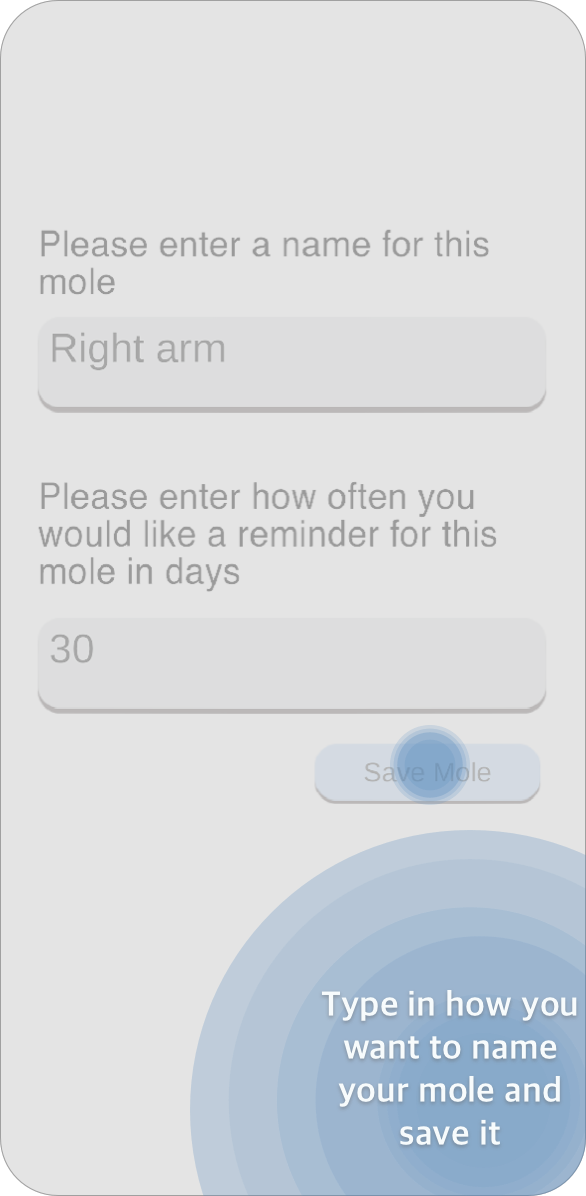 Please enter a name for this
mole
Right arm
Please enter how often you
would like a reminder for this
mole in days
30
Save Mole
Type in how you
want to name
your mole and
save it